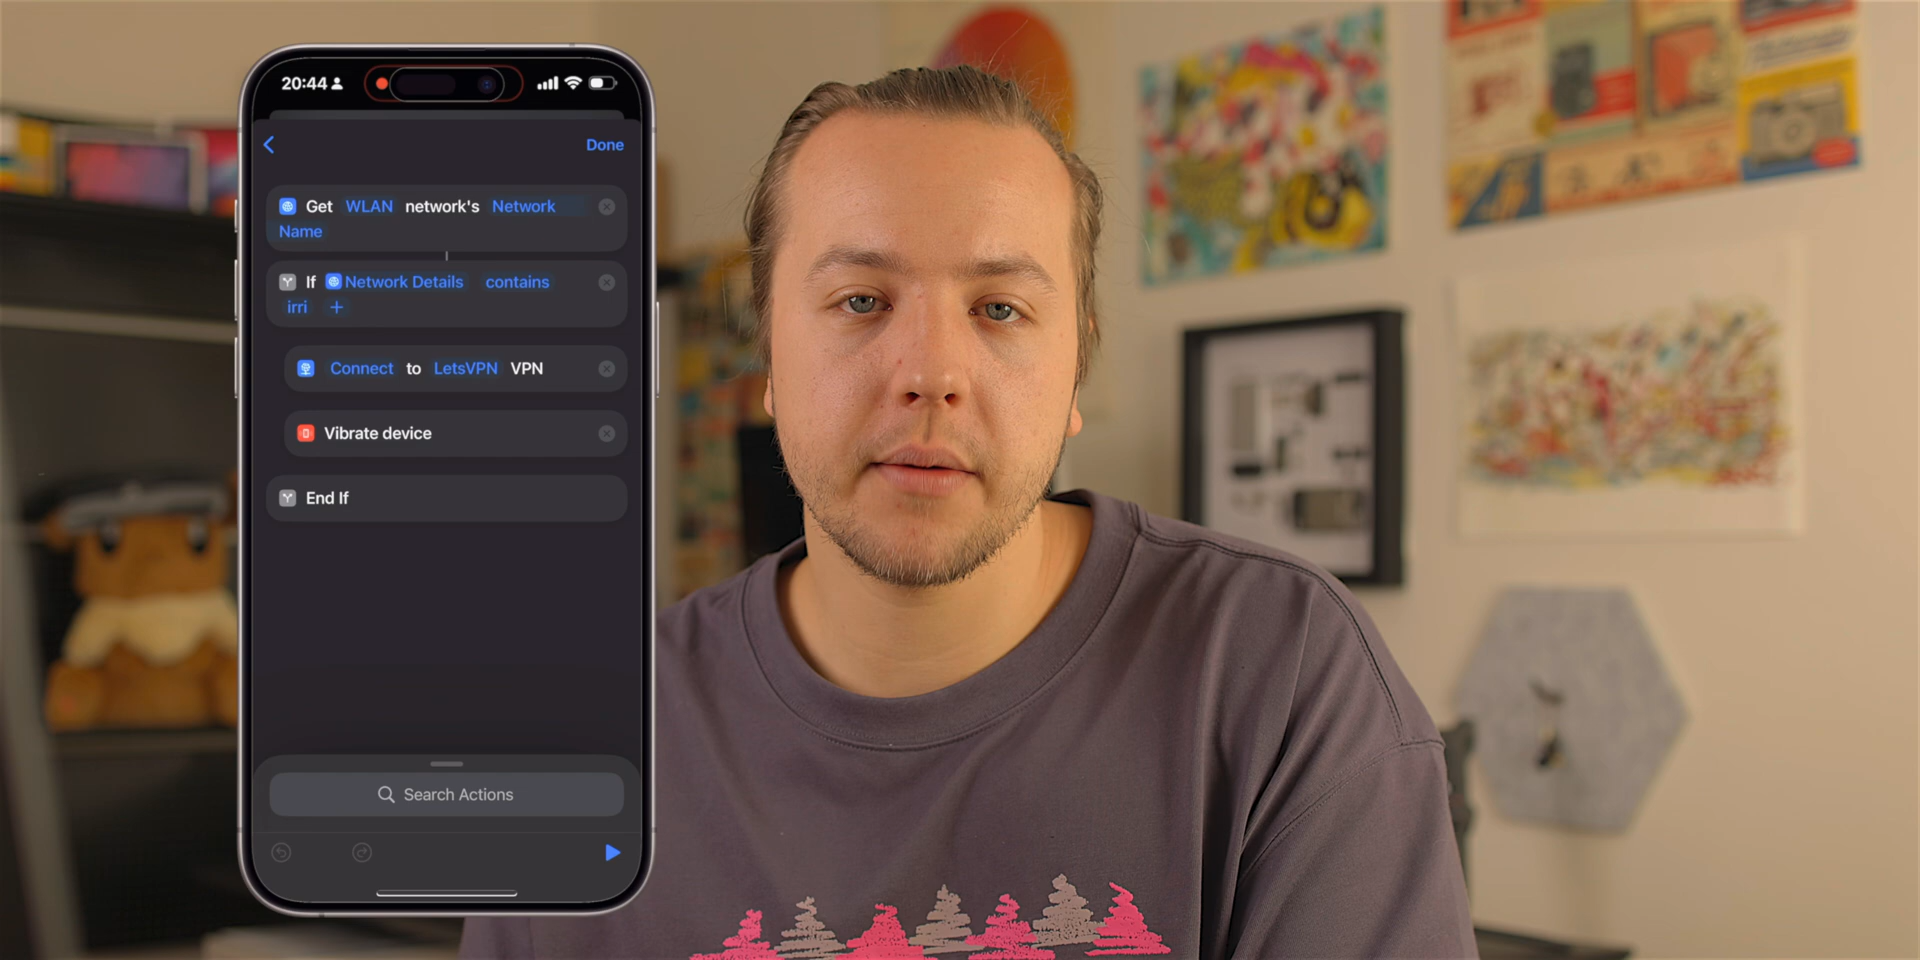 20:44
Done
Get WLAN network's Network
Name
If Network Details contains
irri +
Connect to LetsVPN VPN
Vibrate device
End If
Search Actions